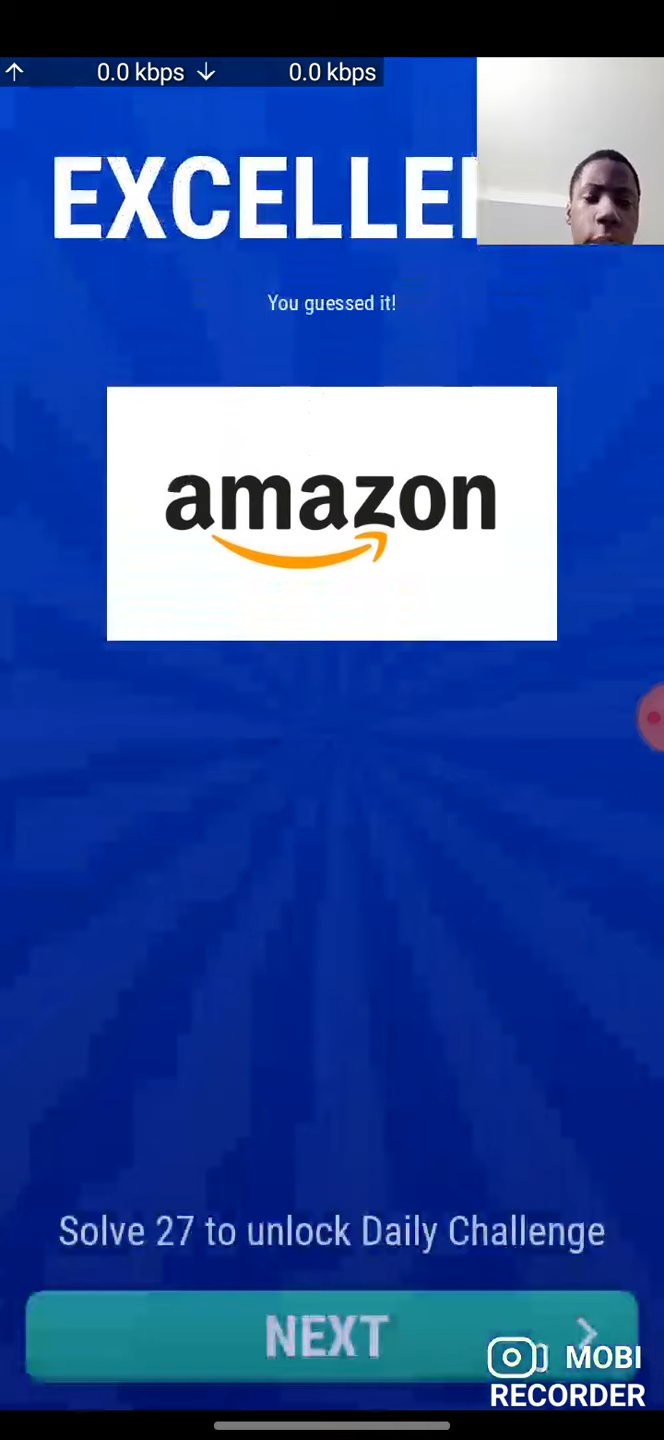 0.0 kbps 0.0 kbps
EXCELLE
You guessed it!
amazon
Solve 27 to unlock Daily Challenge
NEXT
MOBI
RECORDER